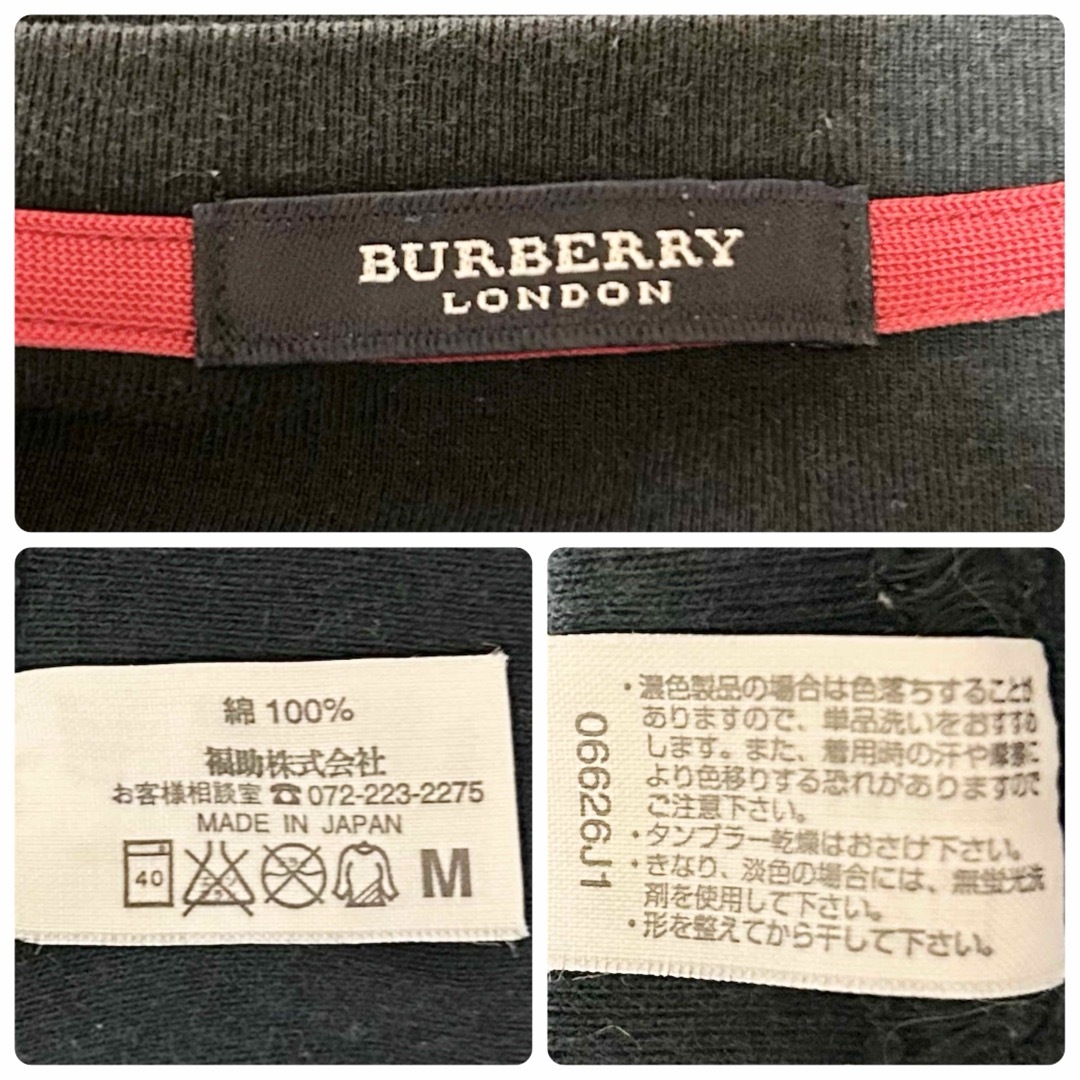 BURBERRY
LONDON
綿 100%
福助株式会社
お客様相談室 ☎ 072-223-2275
MADE IN JAPAN
40
M
06626J1
・濃色製品の場合は色落ちすることが
ありますので、単品洗いをおすすめ
します。また、着用時の汗や摩擦に
より色移りする恐れがありますので
ご注意下さい。
・タンブラー乾燥はおさけ下さい。
・きなり、淡色の場合には、無蛍光洗
剤を使用して下さい。
・形を整えてから干して下さい。